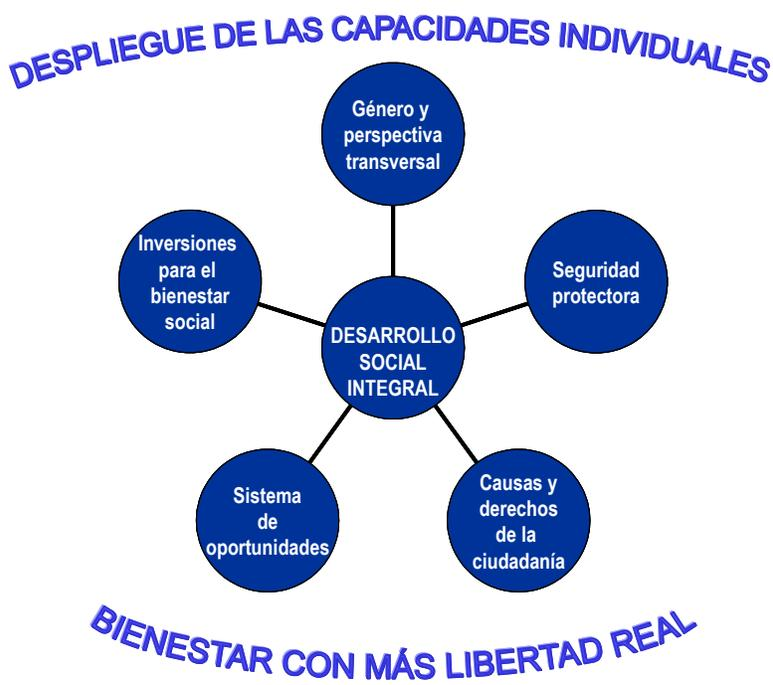 DESPLIEGUE DE LAS CAPACIDADES INDIVIDUALES
Género y
perspectiva
transversal
Inversiones
para el
bienestar
social
Seguridad
protectora
DESARROLLO
SOCIAL
INTEGRAL
Sistema
de
oportunidades
Causas y
derechos
de la
ciudadanía
BIENESTAR CON MÁS LIBERTAD REAL